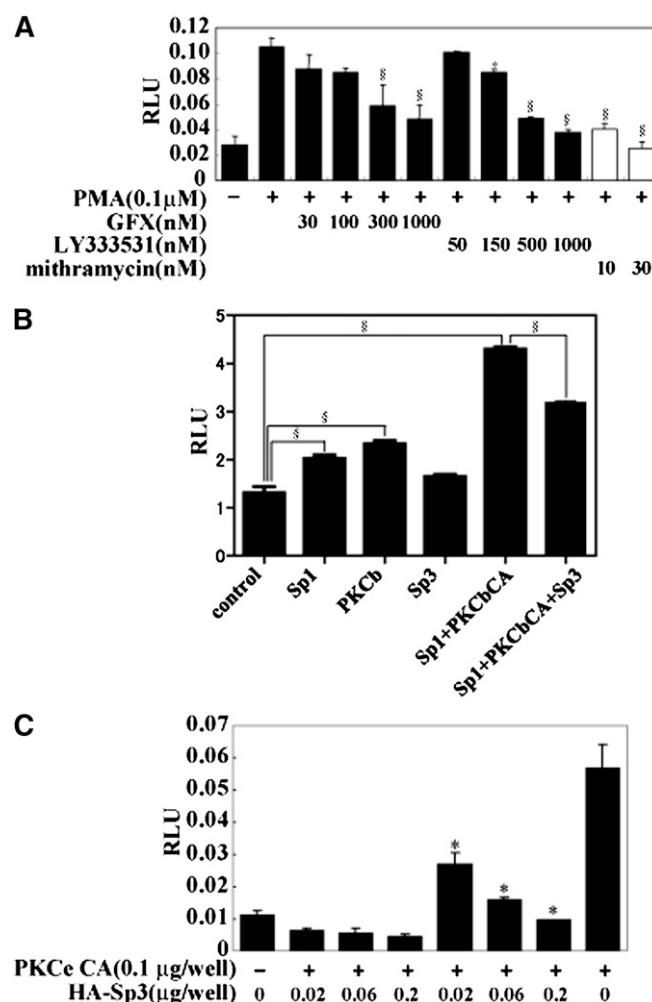 A
0.12
0.10
0.08
0.06
0.04
0.02
0
RLU
§ § * § § § §
PMA(0.1μM) − + + + + + + + + + + +
GFX(nM) 30 100 300 1000
LY333531(nM) 50 150 500 1000
mithramycin(nM) 10 30
B
5
4
3
2
1
0
RLU
§ §
§
§
control Sp1 PKCb Sp3 Sp1+PKCbCA Sp1+PKCbCA+Sp3
C
0.07
0.06
0.05
0.04
0.03
0.02
0.01
0
RLU
* * *
PKCe CA(0.1 μg/well) − + + + + + + +
HA-Sp3(μg/well) 0 0.02 0.06 0.2 0.02 0.06 0.2 0